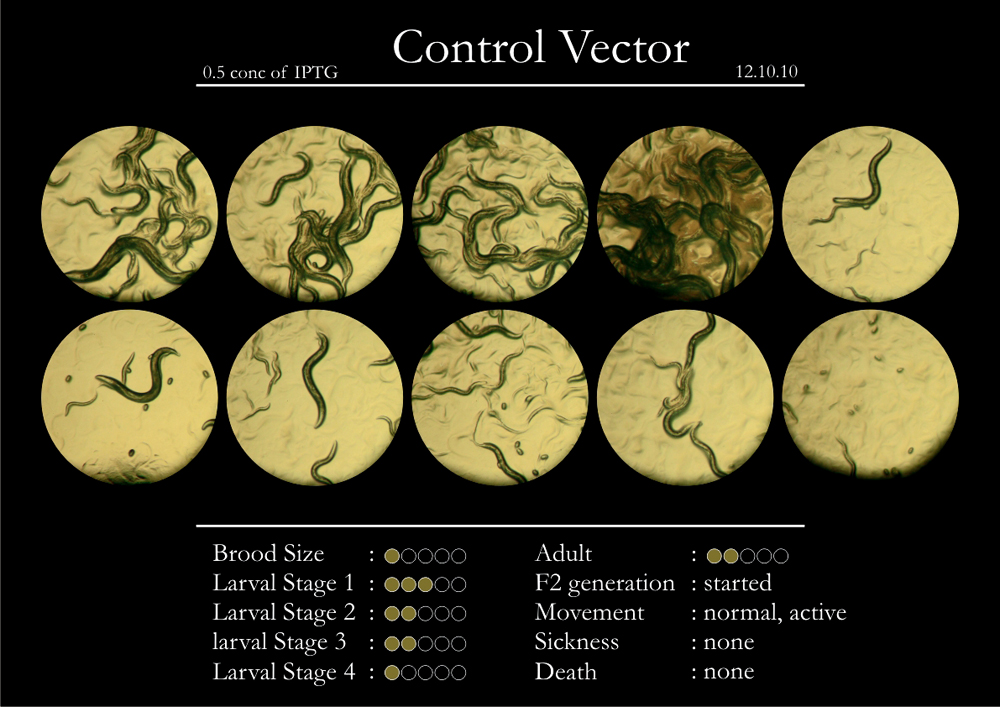 Control Vector
0.5 conc of IPTG
12.10.10
Brood Size :
Larval Stage 1 :
Larval Stage 2 :
larval Stage 3 :
Larval Stage 4 :
Adult :
F2 generation : started
Movement : normal, active
Sickness : none
Death : none